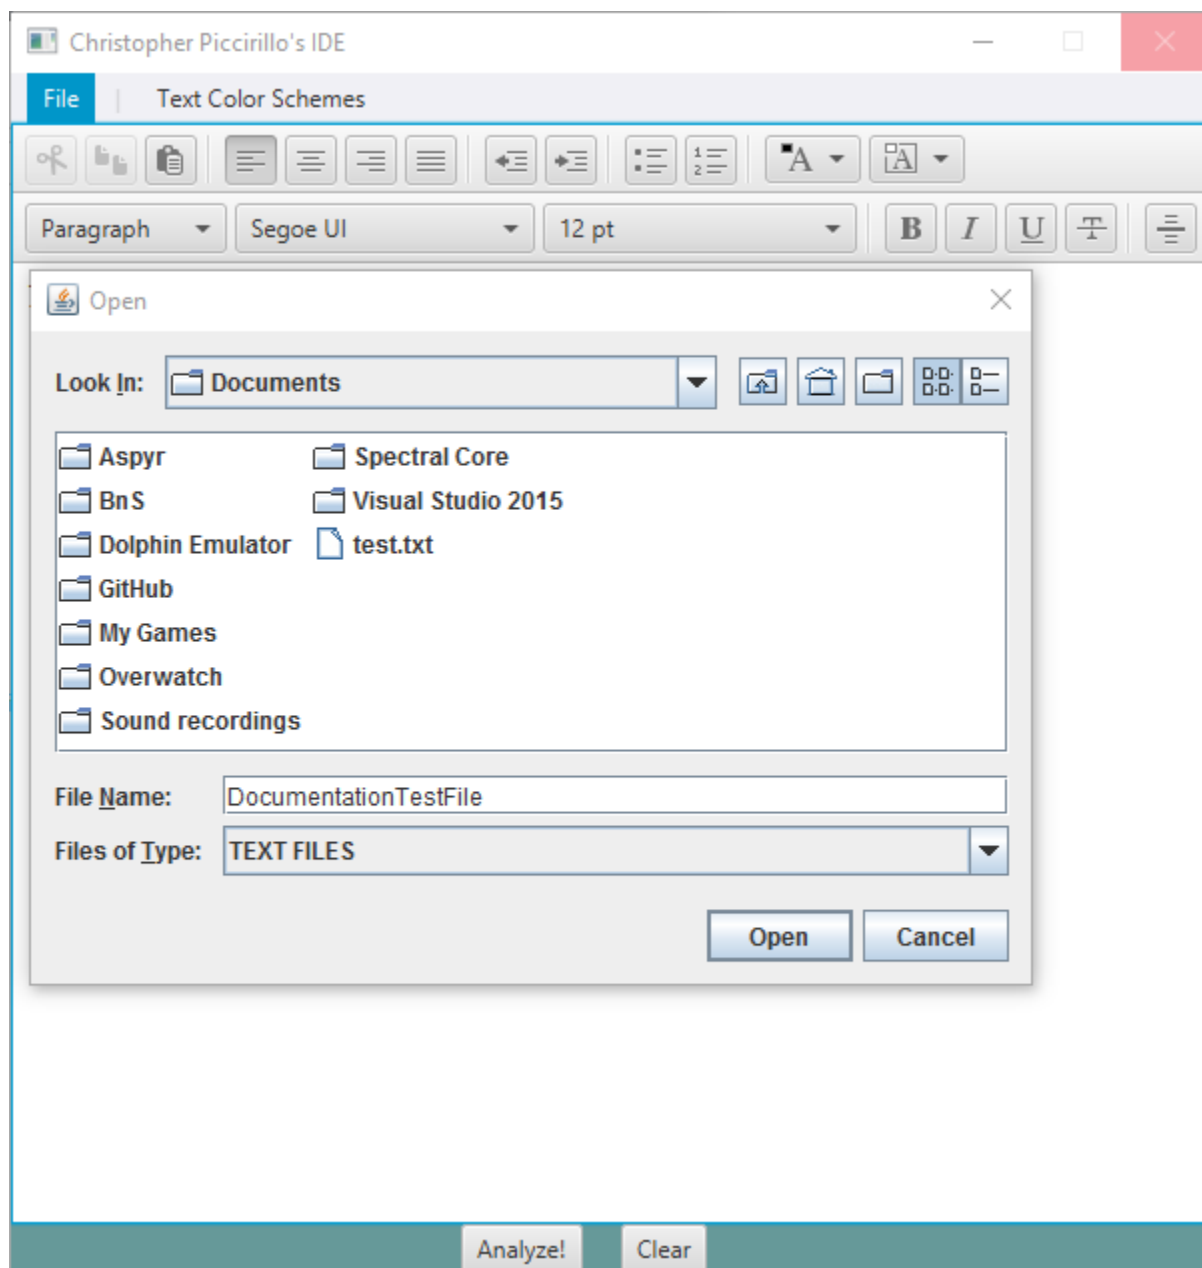 Christopher Piccirillo's IDE
File | Text Color Schemes
A A
Paragraph Segoe UI 12 pt B I U T
Open
Look In: Documents
Aspyr Spectral Core
BnS Visual Studio 2015
Dolphin Emulator test.txt
GitHub
My Games
Overwatch
Sound recordings
File Name: DocumentationTestFile
Files of Type: TEXT FILES
Open Cancel
Analyze! Clear